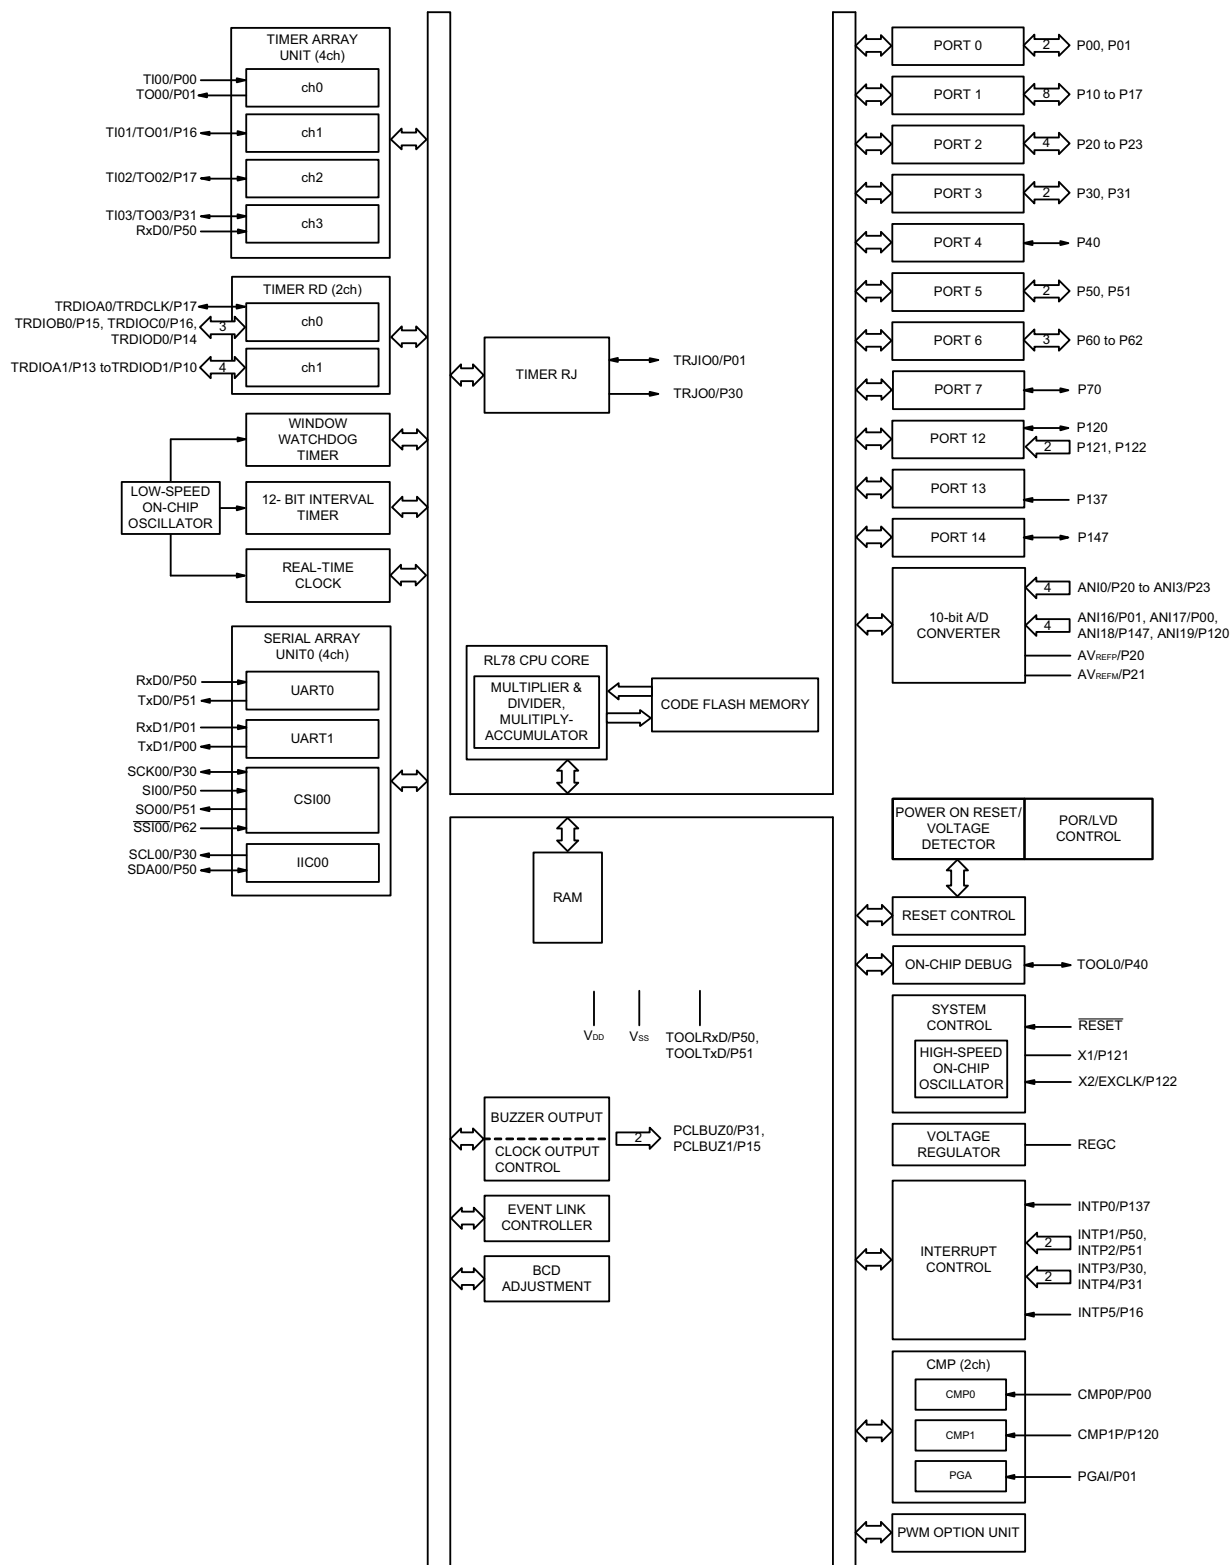 TIMER ARRAY
UNIT (4ch)
TI00/P00
TO00/P01
ch0
TI01/TO01/P16
ch1
TI02/TO02/P17
ch2
TI03/TO03/P31
RxD0/P50
ch3
TIMER RD (2ch)
TRDIOA0/TRDCLK/P17
TRDIOB0/P15, TRDIOC0/P16,
TRDIOD0/P14
3
ch0
TRDIOA1/P13 toTRDIOD1/P10
4
ch1
WINDOW
WATCHDOG
TIMER
LOW-SPEED
ON-CHIP
OSCILLATOR
12- BIT INTERVAL
TIMER
REAL-TIME
CLOCK
SERIAL ARRAY
UNIT0 (4ch)
RxD0/P50
TxD0/P51
UART0
RxD1/P01
TxD1/P00
UART1
SCK00/P30
SI00/P50
SO00/P51
SSI00/P62
CSI00
SCL00/P30
SDA00/P50
IIC00
TIMER RJ
TRJIO0/P01
TRJO0/P30
RL78 CPU CORE
MULTIPLIER &
DIVIDER,
MULITIPLY-
ACCUMULATOR
CODE FLASH MEMORY
RAM
VDD
VSS
TOOLRxD/P50,
TOOLTxD/P51
BUZZER OUTPUT
CLOCK OUTPUT
CONTROL
2
PCLBUZ0/P31,
PCLBUZ1/P15
EVENT LINK
CONTROLLER
BCD
ADJUSTMENT
PORT 0
2
P00, P01
PORT 1
8
P10 to P17
PORT 2
4
P20 to P23
PORT 3
2
P30, P31
PORT 4
P40
PORT 5
2
P50, P51
PORT 6
3
P60 to P62
PORT 7
P70
PORT 12
P120
2
P121, P122
PORT 13
P137
PORT 14
P147
10-bit A/D
CONVERTER
4
ANI0/P20 to ANI3/P23
4
ANI16/P01, ANI17/P00,
ANI18/P147, ANI19/P120
AVREFP/P20
AVREFM/P21
POWER ON RESET/
VOLTAGE
DETECTOR
POR/LVD
CONTROL
RESET CONTROL
ON-CHIP DEBUG
TOOL0/P40
SYSTEM
CONTROL
HIGH-SPEED
ON-CHIP
OSCILLATOR
RESET
X1/P121
X2/EXCLK/P122
VOLTAGE
REGULATOR
REGC
INTERRUPT
CONTROL
INTP0/P137
2
INTP1/P50,
INTP2/P51
2
INTP3/P30,
INTP4/P31
INTP5/P16
CMP (2ch)
CMP0
CMP0P/P00
CMP1
CMP1P/P120
PGA
PGAI/P01
PWM OPTION UNIT